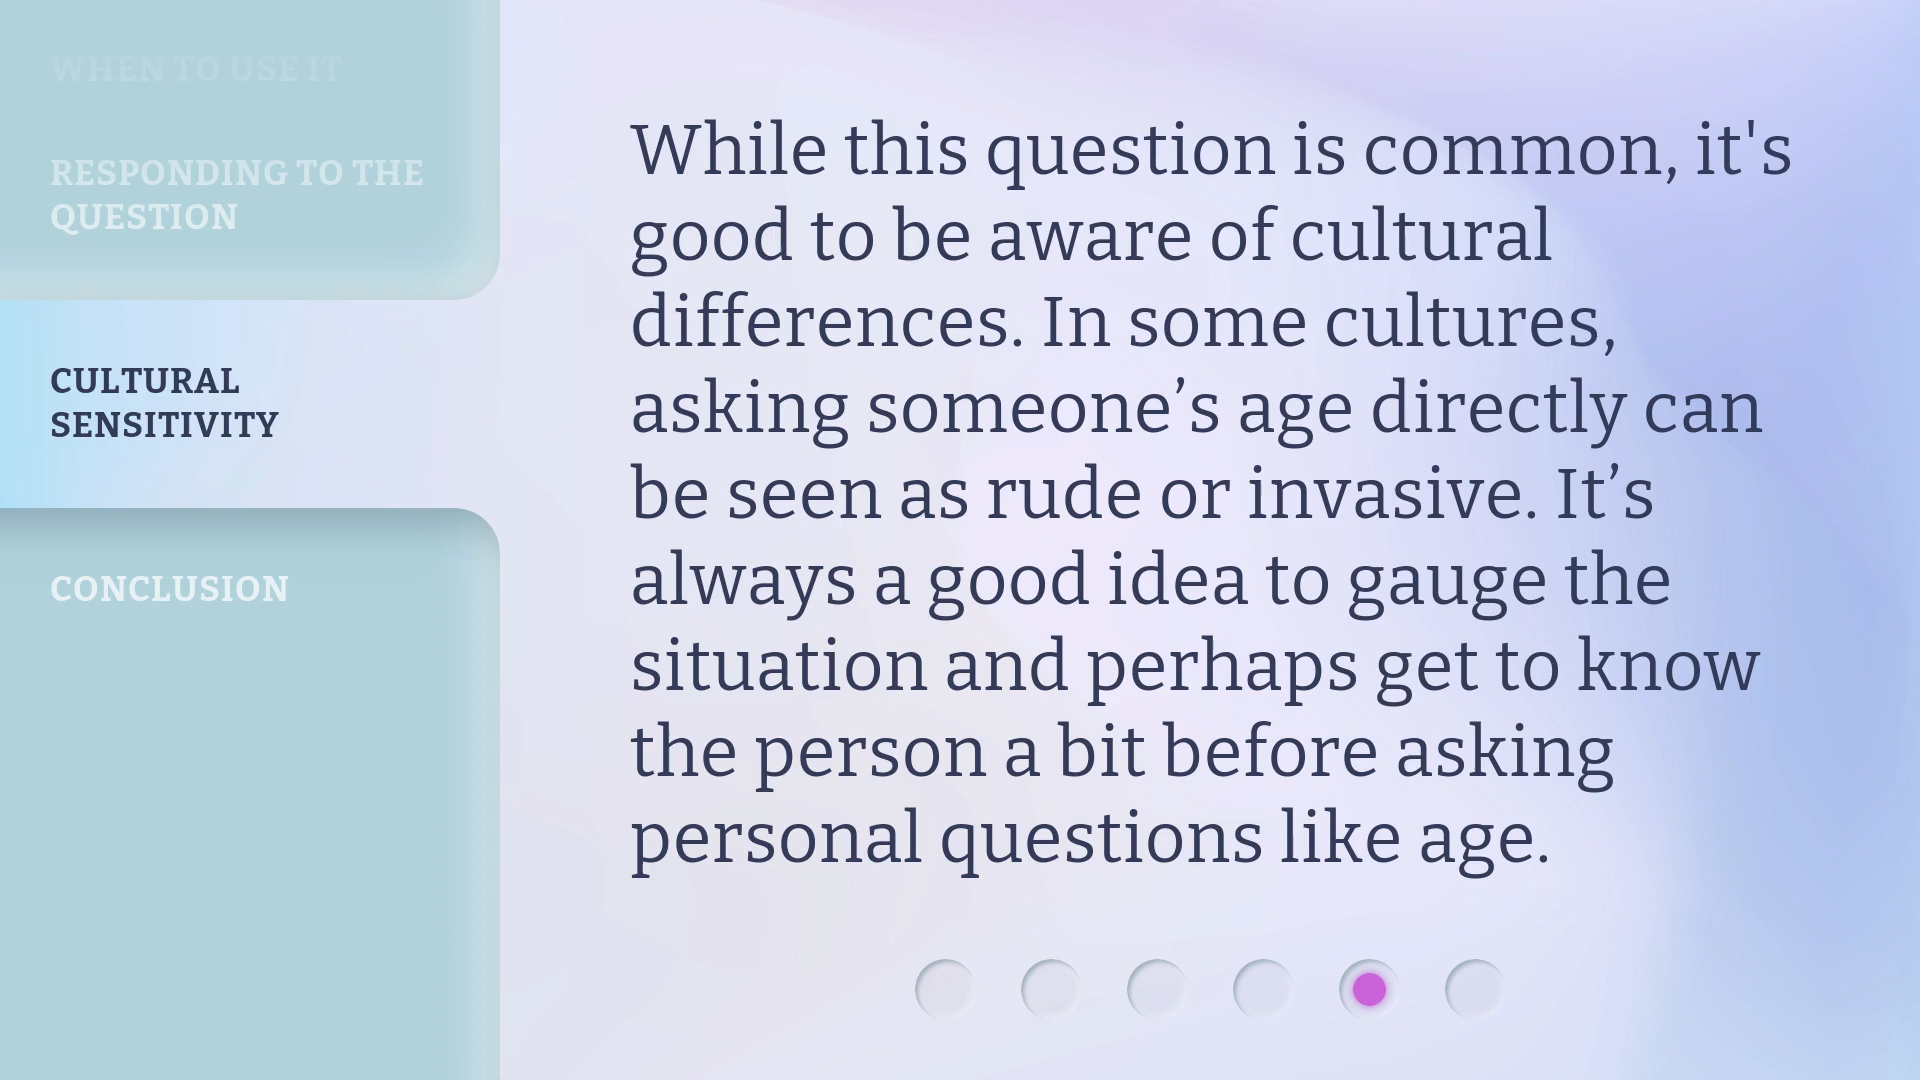 WHEN TO USE IT
RESPONDING TO THE
QUESTION
CULTURAL
SENSITIVITY
CONCLUSION
While this question is common, it's
good to be aware of cultural
differences. In some cultures,
asking someone’s age directly can
be seen as rude or invasive. It’s
always a good idea to gauge the
situation and perhaps get to know
the person a bit before asking
personal questions like age.